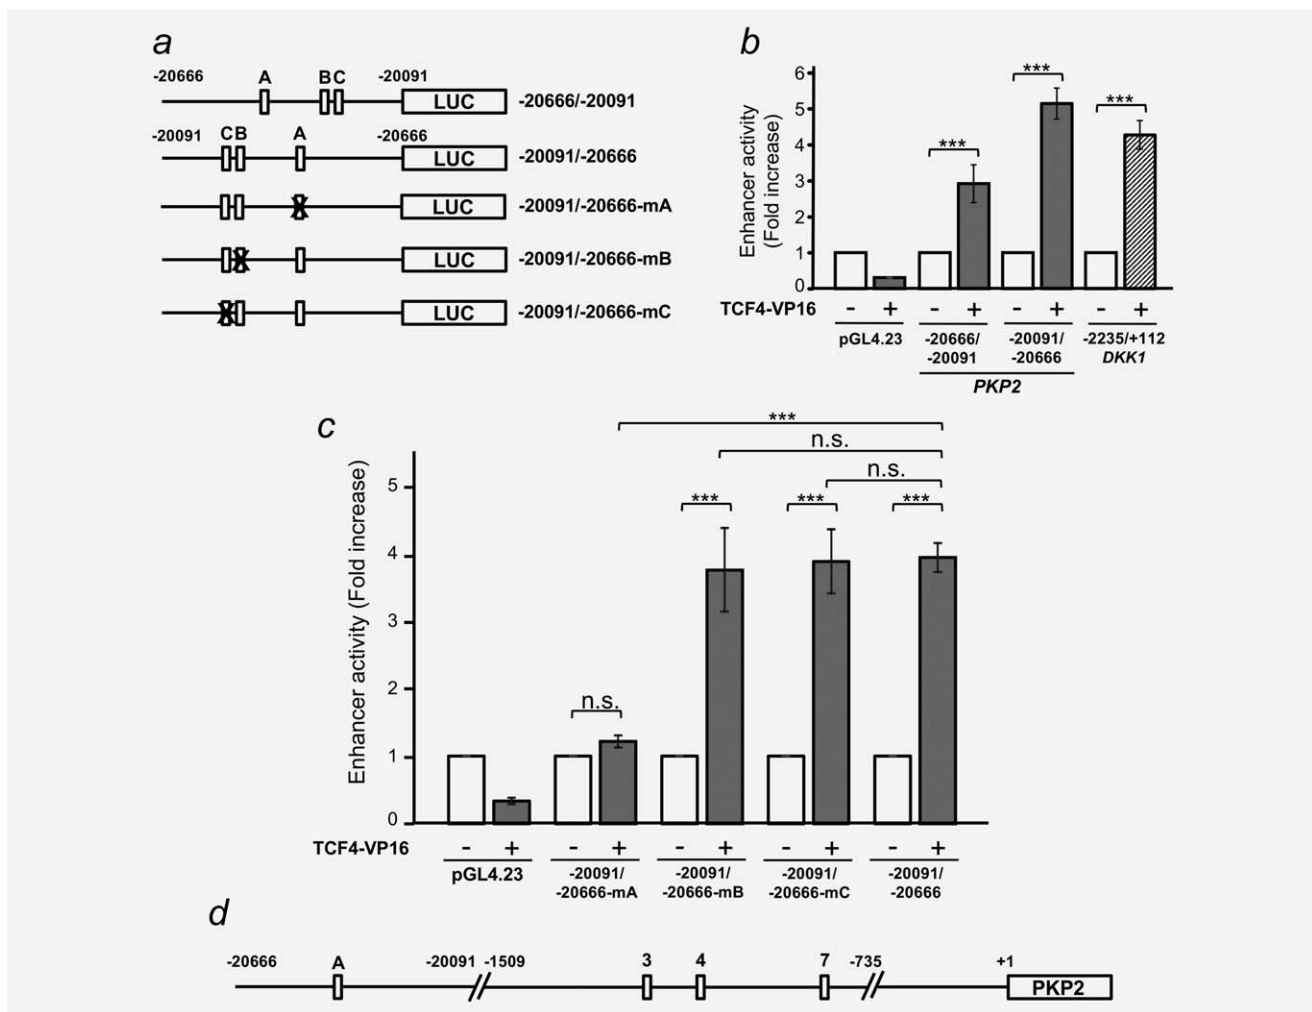 a
-20666 A B C -20091
LUC -20666/-20091
-20091 C B A -20666
LUC -20091/-20666
LUC -20091/-20666-mA
LUC -20091/-20666-mB
LUC -20091/-20666-mC
b
Enhancer activity
(Fold increase)
6
5
4
3
2
1
0
*** *** ***
TCF4-VP16 - + - + - + - +
pGL4.23 -20666/ -20091/ -2235/+112
-20091 -20666 DKK1
PKP2
c
Enhancer activity (Fold increase)
5
4
3
2
1
0
***
n.s.
n.s.
*** *** ***
n.s.
TCF4-VP16 - + - + - + - + - +
pGL4.23 -20091/ -20091/ -20091/ -20091/
-20666-mA -20666-mB -20666-mC -20666
d
-20666 A -20091 -1509 3 4 7 -735 +1
PKP2